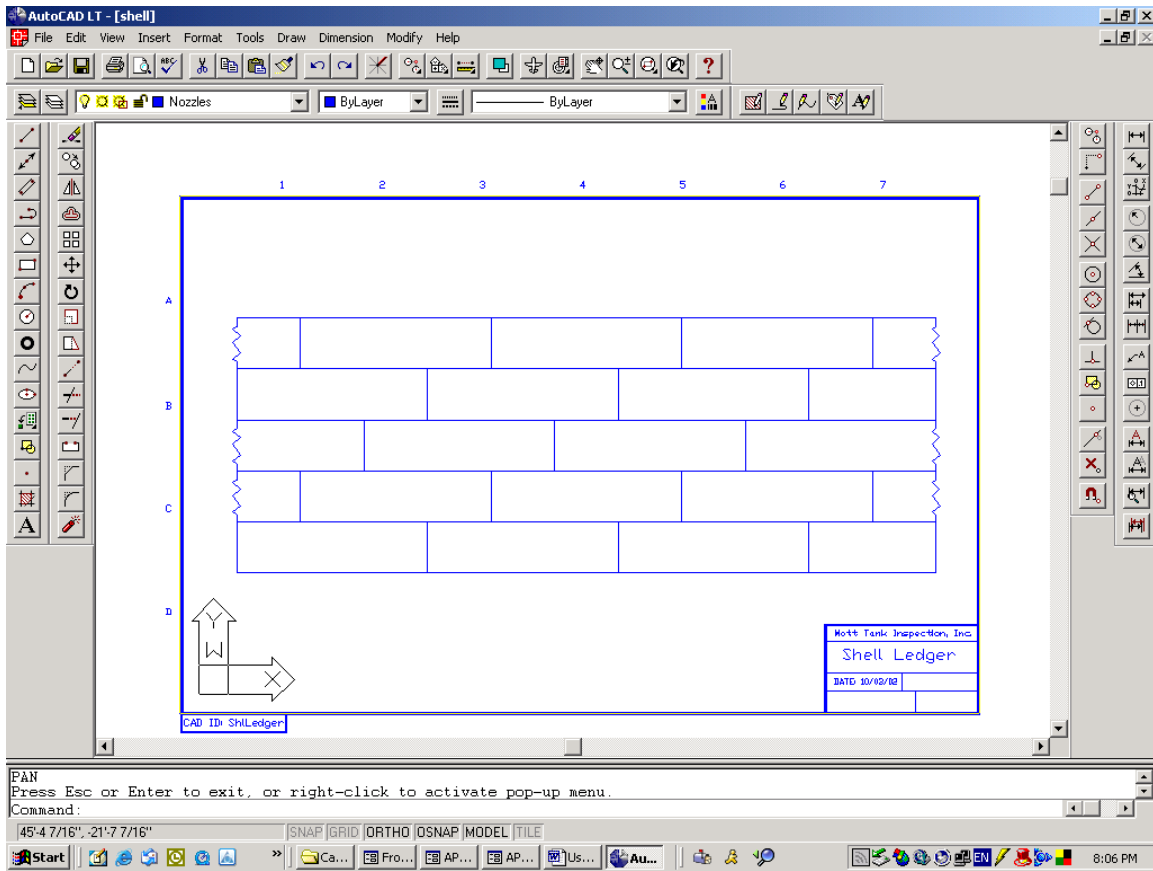 AutoCAD LT - [shell]
File Edit View Insert Format Tools Draw Dimension Modify Help
ABC
?
Nozzles ByLayer ByLayer
1 2 3 4 5 6 7
A
B
C
D
Y
W
X
A
Mott Tank Inspection, Inc.
Shell Ledger
DATE: 10/02/02
CAD ID: ShlLedger
PAN
Press Esc or Enter to exit, or right-click to activate pop-up menu.
Command:
45'-4 7/16", -21'-7 7/16" SNAP GRID ORTHO OSNAP MODEL TILE
Start » Ca... Fro... AP... AP... Us... Au... EN 8:06 PM